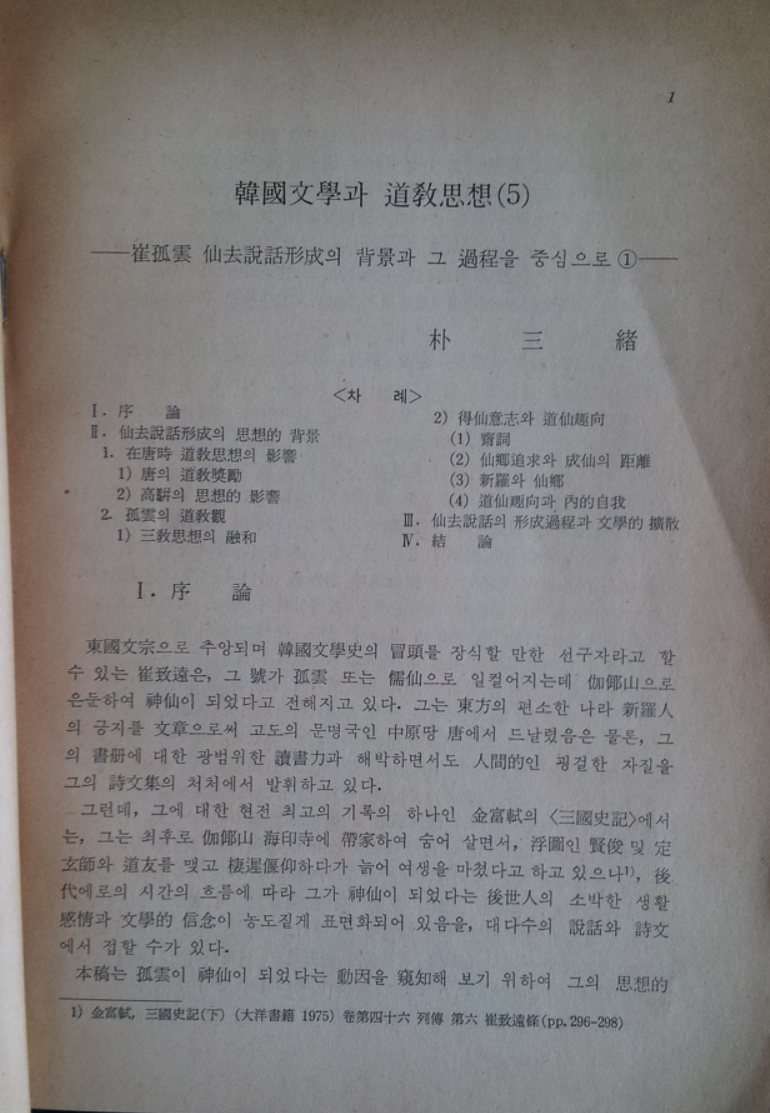 1
韓國文學과 道敎思想(5)
──崔孤雲 仙去說話形成의 背景과 그 過程을 중심으로 ①──
朴 三 緖
<차 례>
Ⅰ. 序 論
Ⅱ. 仙去說話形成의 思想的 背景
1. 在唐時 道敎思想의 影響
1) 唐의 道敎獎勵
2) 高騈의 思想的 影響
2. 孤雲의 道敎觀
1) 三敎思想의 融和
2) 得仙意志와 道仙趣向
(1) 齋詞
(2) 仙鄕追求와 成仙의 距離
(3) 新羅와 仙鄕
(4) 道仙趣向과 內的自我
Ⅲ. 仙去說話의 形成過程과 文學的 擴散
Ⅳ. 結 論
Ⅰ. 序 論
東國文宗으로 추앙되며 韓國文學史의 冒頭를 장식할 만한 선구자라고 할
수 있는 崔致遠은, 그 號가 孤雲 또는 儒仙으로 일컬어지는데 伽倻山으로
은둔하여 神仙이 되었다고 전해지고 있다. 그는 東方의 편소한 나라 新羅人
의 긍지를 文章으로써 고도의 문명국인 中原땅 唐에서 드날렸음은 물론, 그
의 書册에 대한 광범위한 讀書力과 해박하면서도 人間的인 굉걸한 자질을
그의 詩文集의 처처에서 발휘하고 있다.
그런데, 그에 대한 현전 최고의 기록의 하나인 金富軾의 〈三國史記〉에서
는, 그는 최후로 伽倻山 海印寺에 帶家하여 숨어 살면서, 浮圖인 賢俊 및 定
玄師와 道友를 맺고 棲遲偃仰하다가 늙어 여생을 마쳤다고 하고 있으나1), 後
代에로의 시간의 흐름에 따라 그가 神仙이 되었다는 後世人의 소박한 생활
感情과 文學的 信念이 농도짙게 표면화되어 있음을, 대다수의 說話와 詩文
에서 접할 수가 있다.
本稿는 孤雲이 神仙이 되었다는 動因을 窺知해 보기 위하여 그의 思想的
1) 金富軾, 三國史記(下) (大洋書籍 1975) 卷第四十六 列傳 第六 崔致遠條(pp.296-298)